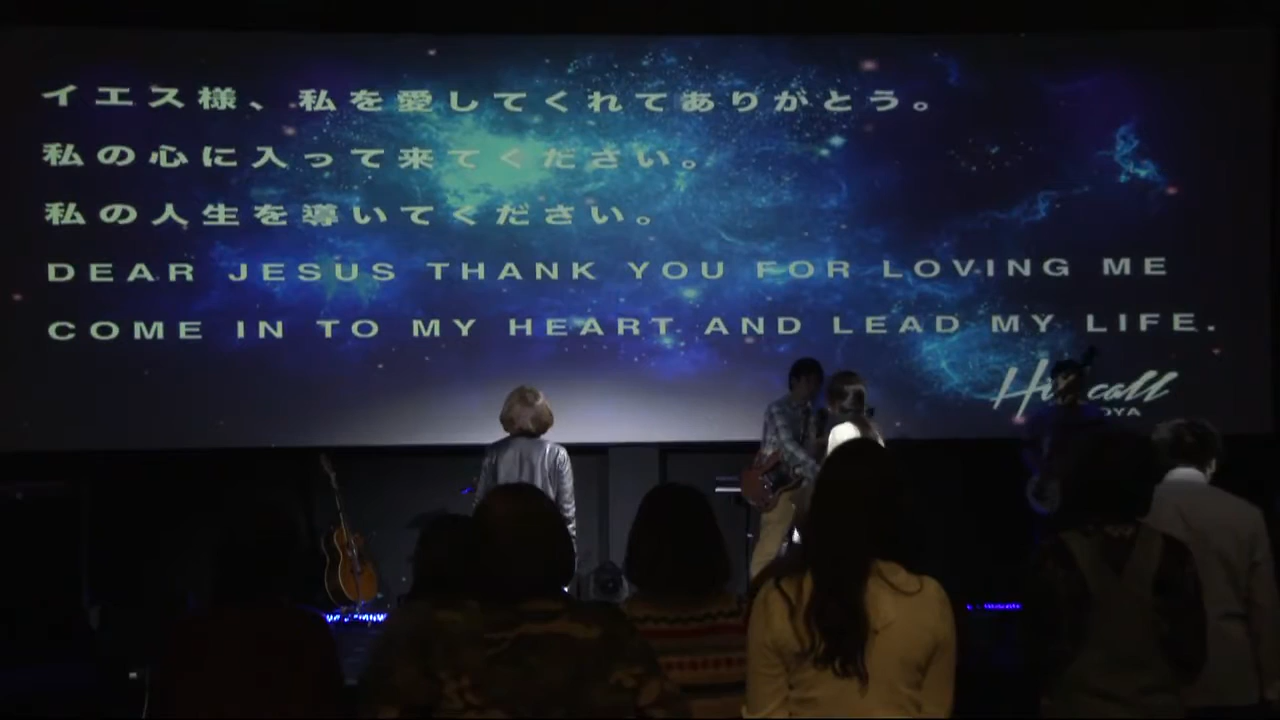 イエス様、私を愛してくれてありがとう。
私の心に入って来てください。
私の人生を導いてください。
DEAR JESUS THANK YOU FOR LOVING ME
COME IN TO MY HEART AND LEAD MY LIFE.
call